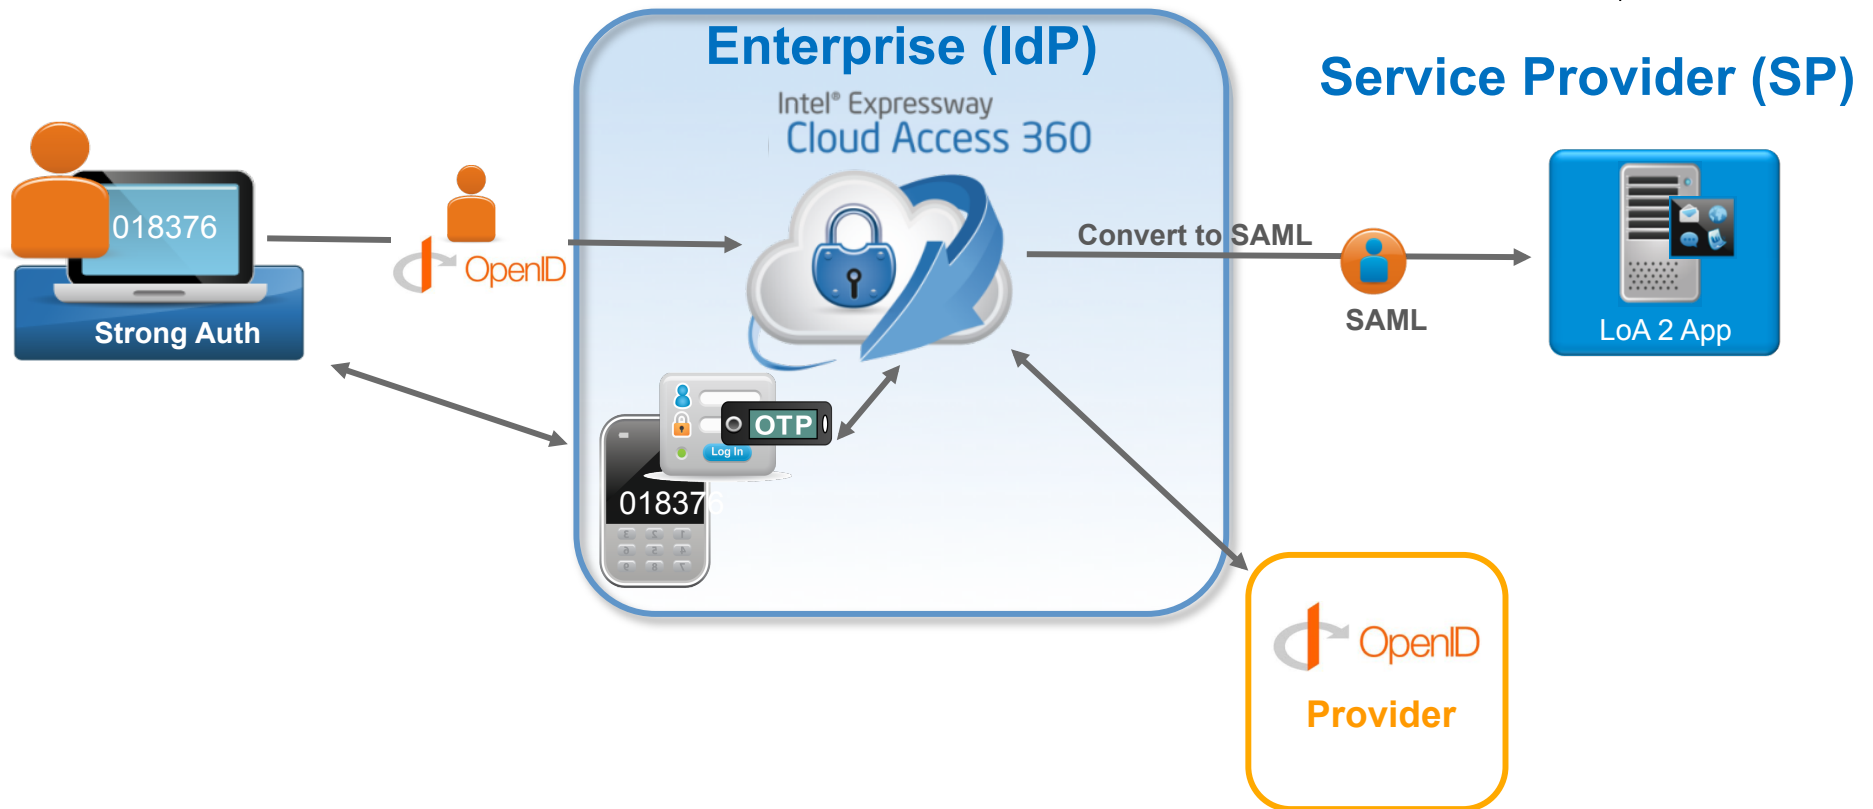 Enterprise (IdP)
Service Provider (SP)
Intel® Expressway
Cloud Access 360
018376
OpenID
Convert to SAML
SAML
Strong Auth
LoA 2 App
OTP
Log In
018376
OpenID
Provider